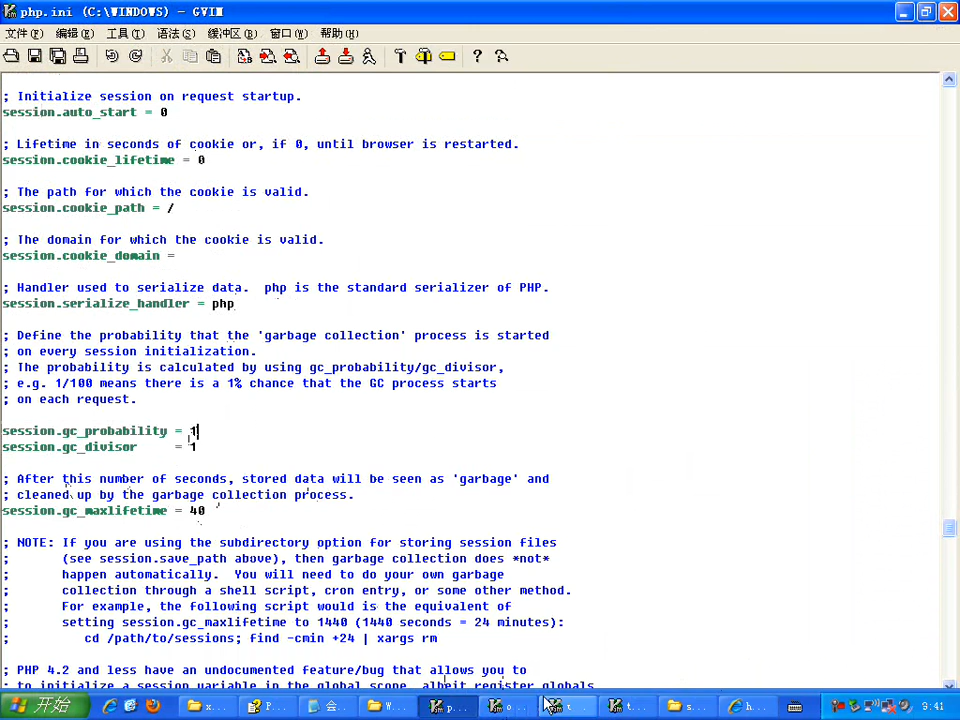 php.ini (C:\WINDOWS) - GVIM
文件(F) 编辑(E) 工具(T) 语法(S) 缓冲区(B) 窗口(W) 帮助(H)
; Initialize session on request startup.
session.auto_start = 0
; Lifetime in seconds of cookie or, if 0, until browser is restarted.
session.cookie_lifetime = 0
; The path for which the cookie is valid.
session.cookie_path = /
; The domain for which the cookie is valid.
session.cookie_domain =
; Handler used to serialize data.  php is the standard serializer of PHP.
session.serialize_handler = php
; Define the probability that the 'garbage collection' process is started
; on every session initialization.
; The probability is calculated by using gc_probability/gc_divisor,
; e.g. 1/100 means there is a 1% chance that the GC process starts
; on each request.
session.gc_probability = 1
session.gc_divisor     = 1
; After this number of seconds, stored data will be seen as 'garbage' and
; cleaned up by the garbage collection process.
session.gc_maxlifetime = 40
; NOTE: If you are using the subdirectory option for storing session files
;       (see session.save_path above), then garbage collection does *not*
;       happen automatically.  You will need to do your own garbage
;       collection through a shell script, cron entry, or some other method.
;       For example, the following script would is the equivalent of
;       setting session.gc_maxlifetime to 1440 (1440 seconds = 24 minutes):
;          cd /path/to/sessions; find -cmin +24 | xargs rm
; PHP 4.2 and less have an undocumented feature/bug that allows you to
; to initialize a session variable in the global scope, albeit register_globals
开始 x... P... 会... W... p... o... t t... s... h... 9:41